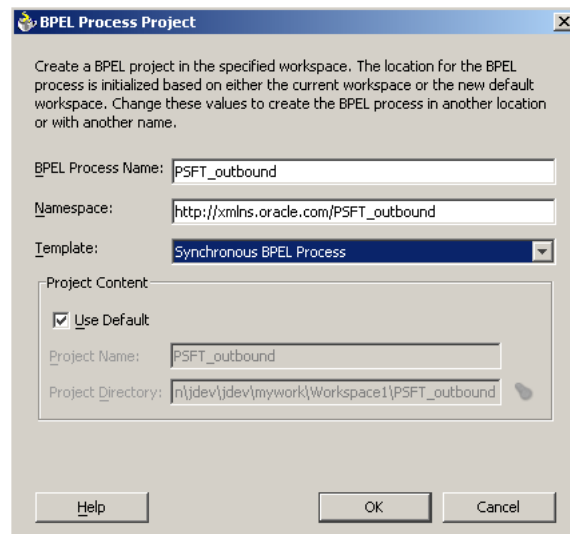 BPEL Process Project
Create a BPEL project in the specified workspace. The location for the BPEL
process is initialized based on either the current workspace or the new default
workspace. Change these values to create the BPEL process in another location
or with another name.
BPEL Process Name: PSFT_outbound
Namespace: http://xmlns.oracle.com/PSFT_outbound
Template: Synchronous BPEL Process
Project Content
Use Default
Project Name: PSFT_outbound
Project Directory: n\jdev\jdev\mywork\Workspace1\PSFT_outbound
Help OK Cancel